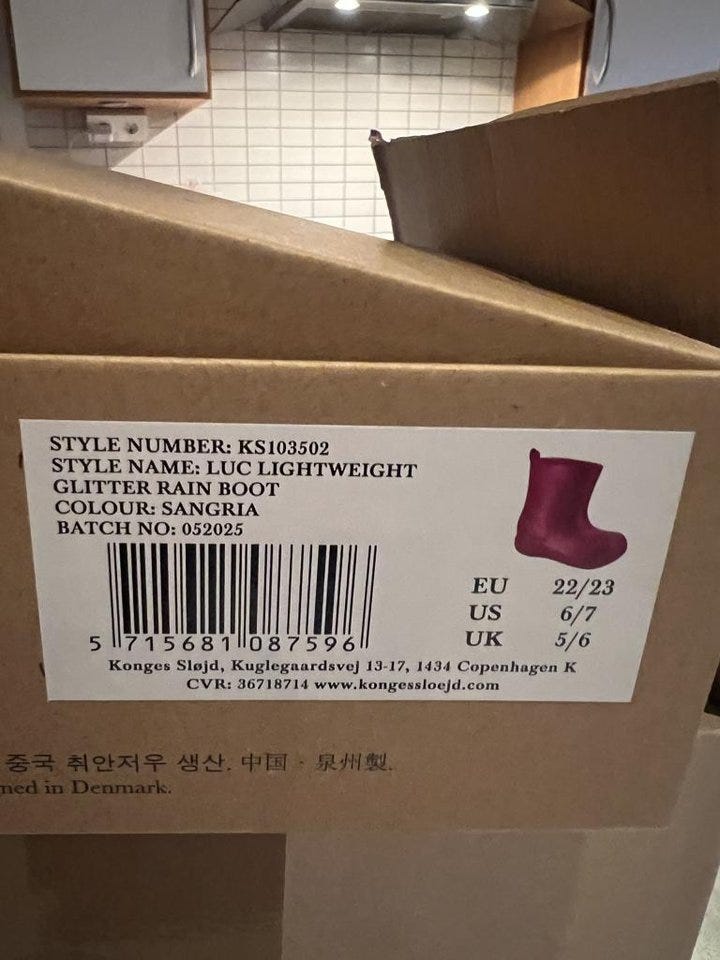 STYLE NUMBER: KS103502
STYLE NAME: LUC LIGHTWEIGHT
GLITTER RAIN BOOT
COLOUR: SANGRIA
BATCH NO: 052025
5 715681 087596
EU 22/23
US 6/7
UK 5/6
Konges Sløjd, Kuglegaardsvej 13-17, 1434 Copenhagen K
CVR: 36718714 www.kongessloejd.com
중국 취안저우 생산. 中国 · 泉州製.
ned in Denmark.